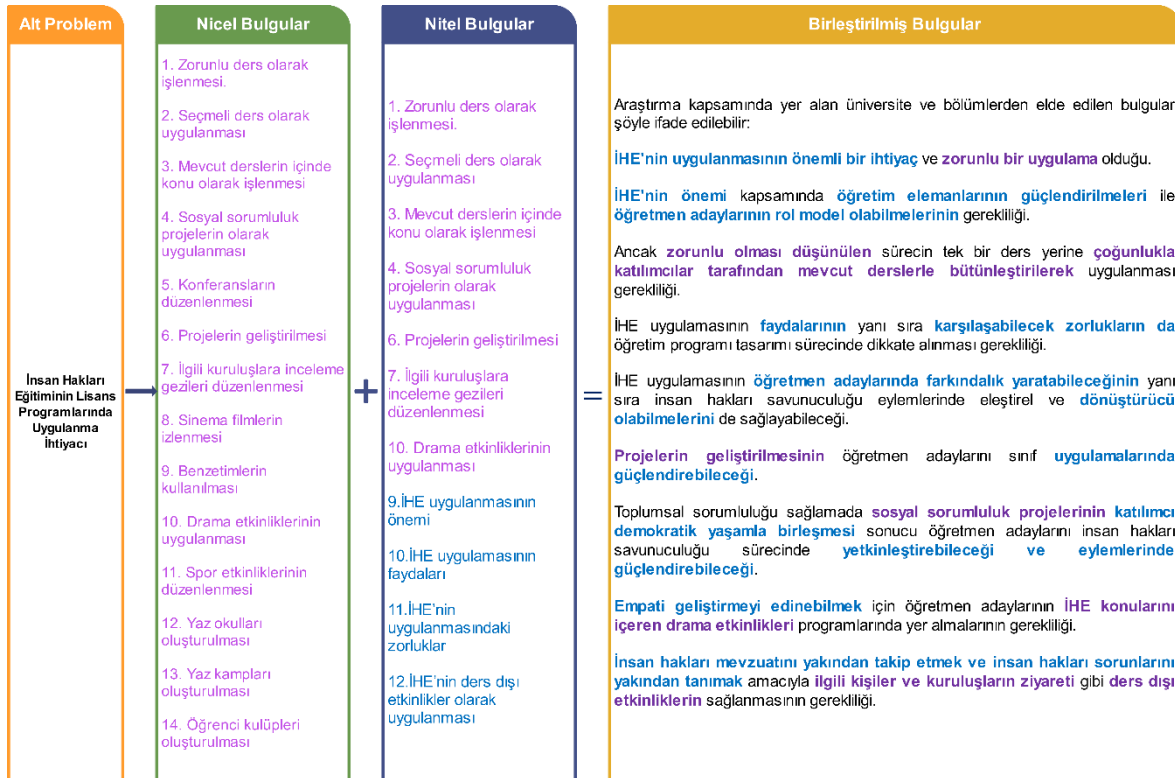 Alt Problem
İnsan Hakları
Eğitiminin Lisans
Programlarında
Uygulanma
İhtiyacı
Nicel Bulgular
1. Zorunlu ders olarak
işlenmesi.
2. Seçmeli ders olarak
uygulanması
3. Mevcut derslerin içinde
konu olarak işlenmesi
4. Sosyal sorumluluk
projelerin olarak
uygulanması
5. Konferansların
düzenlenmesi
6. Projelerin geliştirilmesi
7. İlgili kuruluşlara inceleme
gezileri düzenlenmesi
8. Sinema filmlerin
izlenmesi
9. Benzetimlerin
kullanılması
10. Drama etkinliklerinin
uygulanması
11. Spor etkinliklerinin
düzenlenmesi
12. Yaz okulları
oluşturulması
13. Yaz kampları
oluşturulması
14. Öğrenci kulüpleri
oluşturulması
+
Nitel Bulgular
1. Zorunlu ders olarak
işlenmesi.
2. Seçmeli ders olarak
uygulanması
3. Mevcut derslerin içinde
konu olarak işlenmesi
4. Sosyal sorumluluk
projelerin olarak
uygulanması
6. Projelerin geliştirilmesi
7. İlgili kuruluşlara
inceleme gezileri
düzenlenmesi
10. Drama etkinliklerinin
uygulanması
9.İHE uygulanmasının
önemi
10.İHE uygulamasının
faydaları
11.İHE'nin
uygulanmasındaki
zorluklar
12.İHE'nin ders dışı
etkinlikler olarak
uygulanması
=
Birleştirilmiş Bulgular
Araştırma kapsamında yer alan üniversite ve bölümlerden elde edilen bulgular
şöyle ifade edilebilir:
İHE'nin uygulanmasının önemli bir ihtiyaç ve zorunlu bir uygulama olduğu.
İHE'nin önemi kapsamında öğretim elemanlarının güçlendirilmeleri ile
öğretmen adaylarının rol model olabilmelerinin gerekliliği.
Ancak zorunlu olması düşünülen sürecin tek bir ders yerine çoğunlukla
katılımcılar tarafından mevcut derslerle bütünleştirilerek uygulanması
gerekliliği.
İHE uygulamasının faydalarının yanı sıra karşılaşabilecek zorlukların da
öğretim programı tasarımı sürecinde dikkate alınması gerekliliği.
İHE uygulamasının öğretmen adaylarında farkındalık yaratabileceğinin yanı
sıra insan hakları savunuculuğu eylemlerinde eleştirel ve dönüştürücü
olabilmelerini de sağlayabileceği.
Projelerin geliştirilmesinin öğretmen adaylarını sınıf uygulamalarında
güçlendirebileceği.
Toplumsal sorumluluğu sağlamada sosyal sorumluluk projelerinin katılımcı
demokratik yaşamla birleşmesi sonucu öğretmen adaylarını insan hakları
savunuculuğu sürecinde yetkinleştirebileceği ve eylemlerinde
güçlendirebileceği.
Empati geliştirmeyi edinebilmek için öğretmen adaylarının İHE konularını
içeren drama etkinlikleri programlarında yer almalarının gerekliliği.
İnsan hakları mevzuatını yakından takip etmek ve insan hakları sorunlarını
yakından tanımak amacıyla ilgili kişiler ve kuruluşların ziyareti gibi ders dışı
etkinliklerin sağlanmasının gerekliliği.